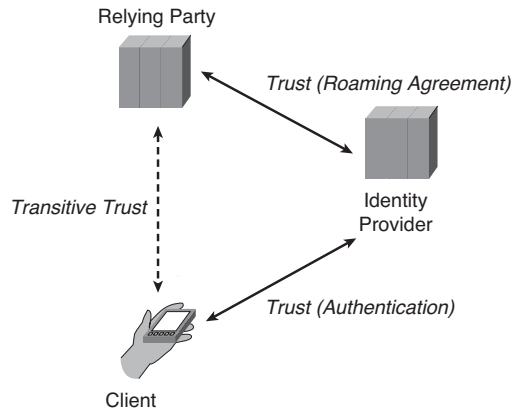 Relying Party
Trust (Roaming Agreement)
Identity
Provider
Transitive Trust
Trust (Authentication)
Client